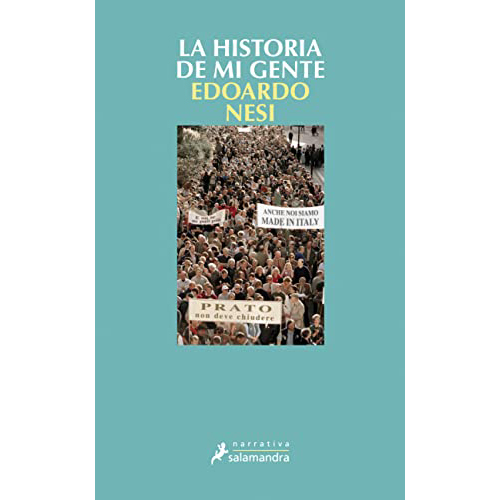 LA HISTORIA
DE MI GENTE
EDOARDO
NESI
ANCHE NOI SIAMO
MADE IN ITALY
PRATO
non deve chiudere
narrativa
salamandra